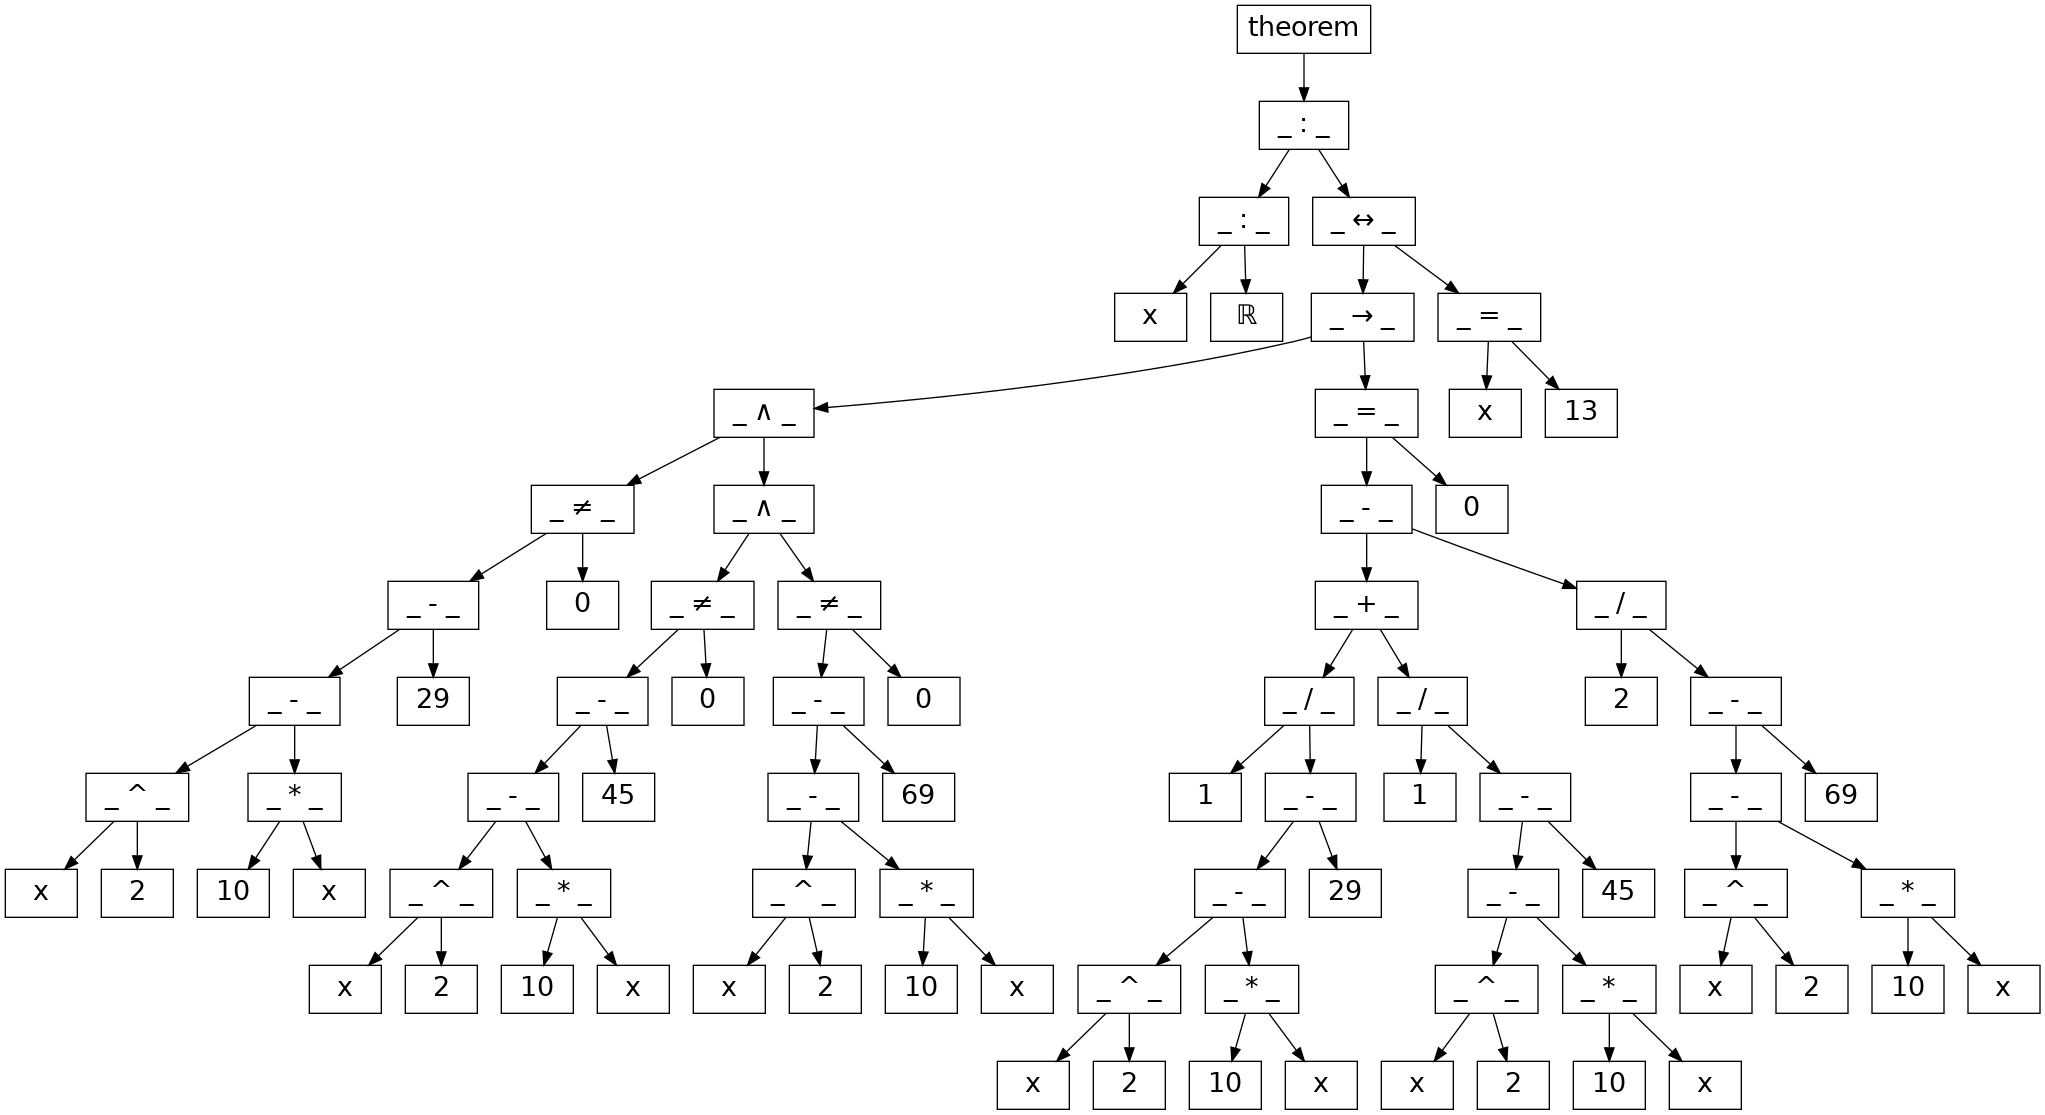 theorem
_ : _
_ : _ _ ↔ _
x ℝ _ → _ _ = _
_ ∧ _ _ = _ x 13
_ ≠ _ _ ∧ _ _ - _ 0
_ - _ 0 _ ≠ _ _ ≠ _ _ + _ _ / _
_ - _ 29 _ - _ 0 _ - _ 0 _ / _ _ / _ 2 _ - _
_ ^ _ _ * _ _ - _ 45 _ - _ 69 1 _ - _ 1 _ - _ _ - _ 69
x 2 10 x _ ^ _ _ * _ _ ^ _ _ * _ _ - _ 29 _ - _ 45 _ ^ _ _ * _
x 2 10 x x 2 10 x _ ^ _ _ * _ _ ^ _ _ * _ x 2 10 x
x 2 10 x x 2 10 x